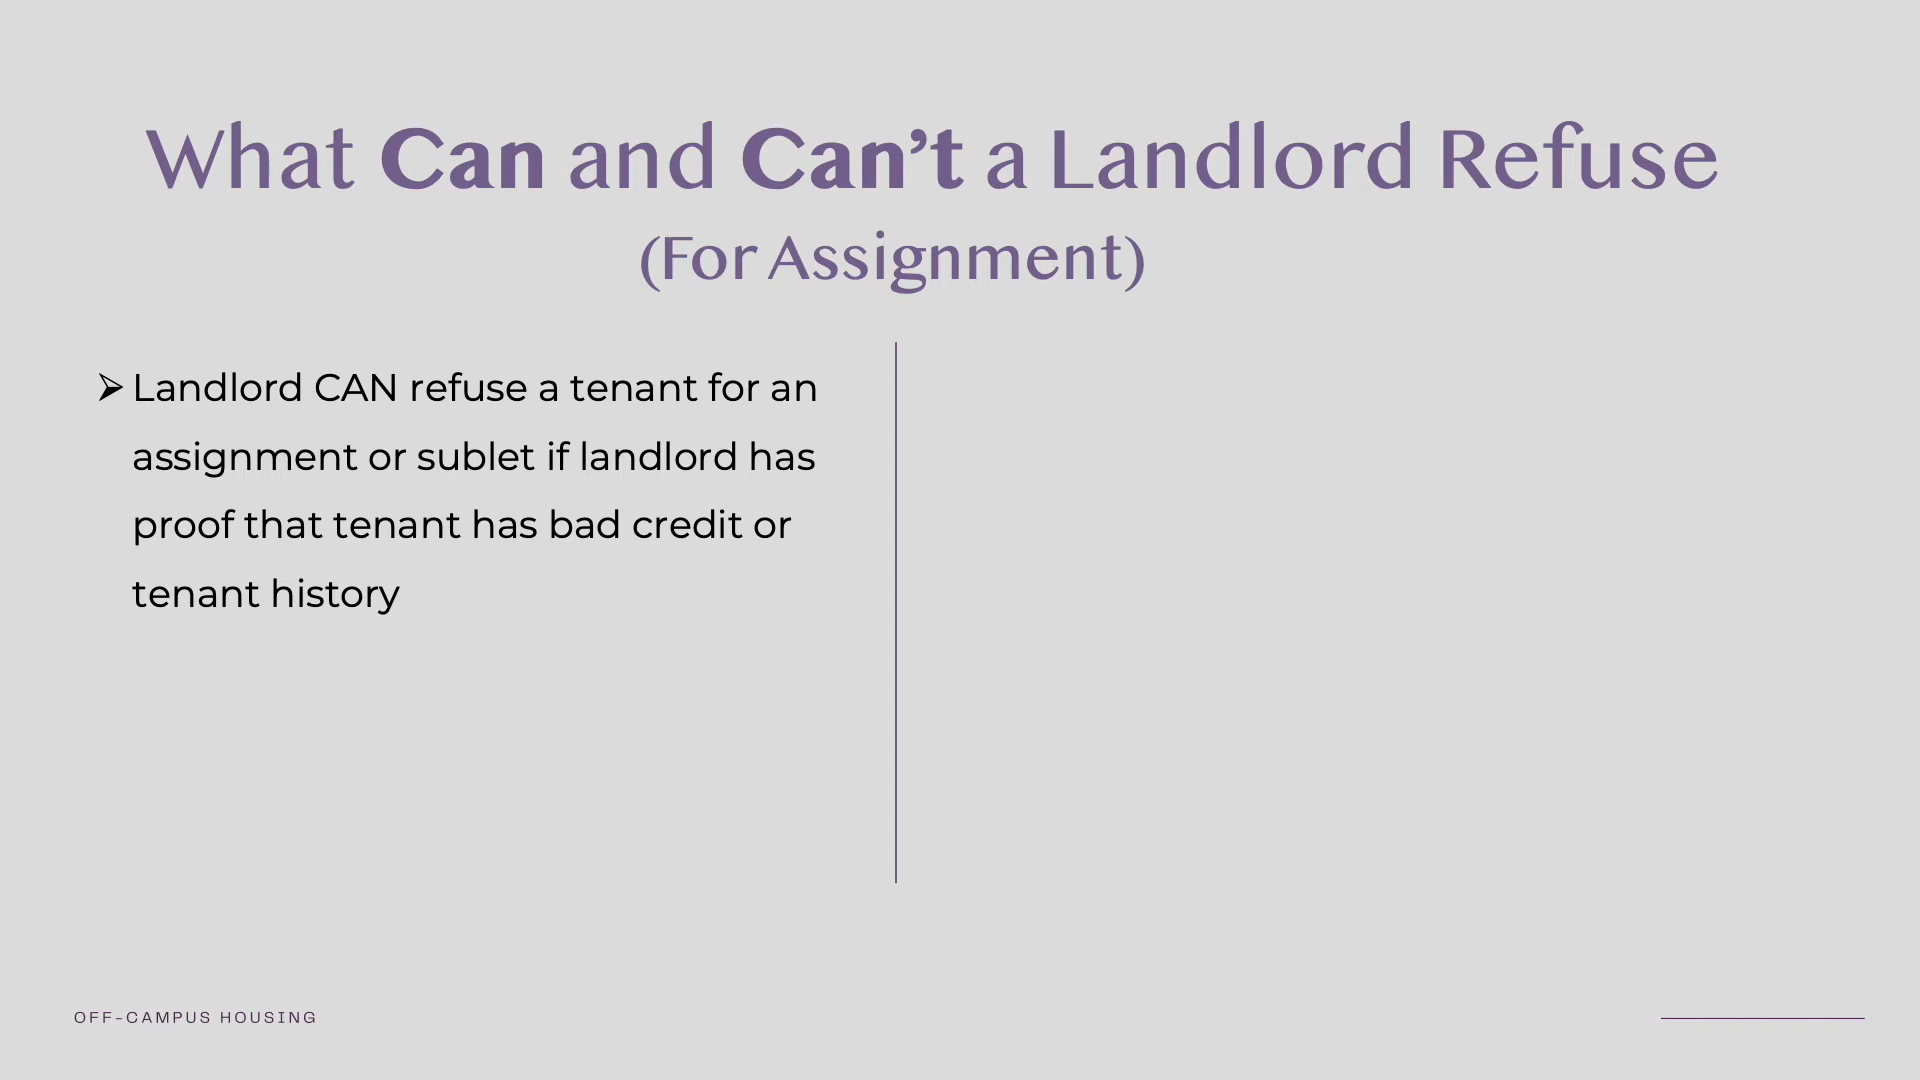 What Can and Can’t a Landlord Refuse
(For Assignment)
➢ Landlord CAN refuse a tenant for an
assignment or sublet if landlord has
proof that tenant has bad credit or
tenant history
OFF-CAMPUS HOUSING